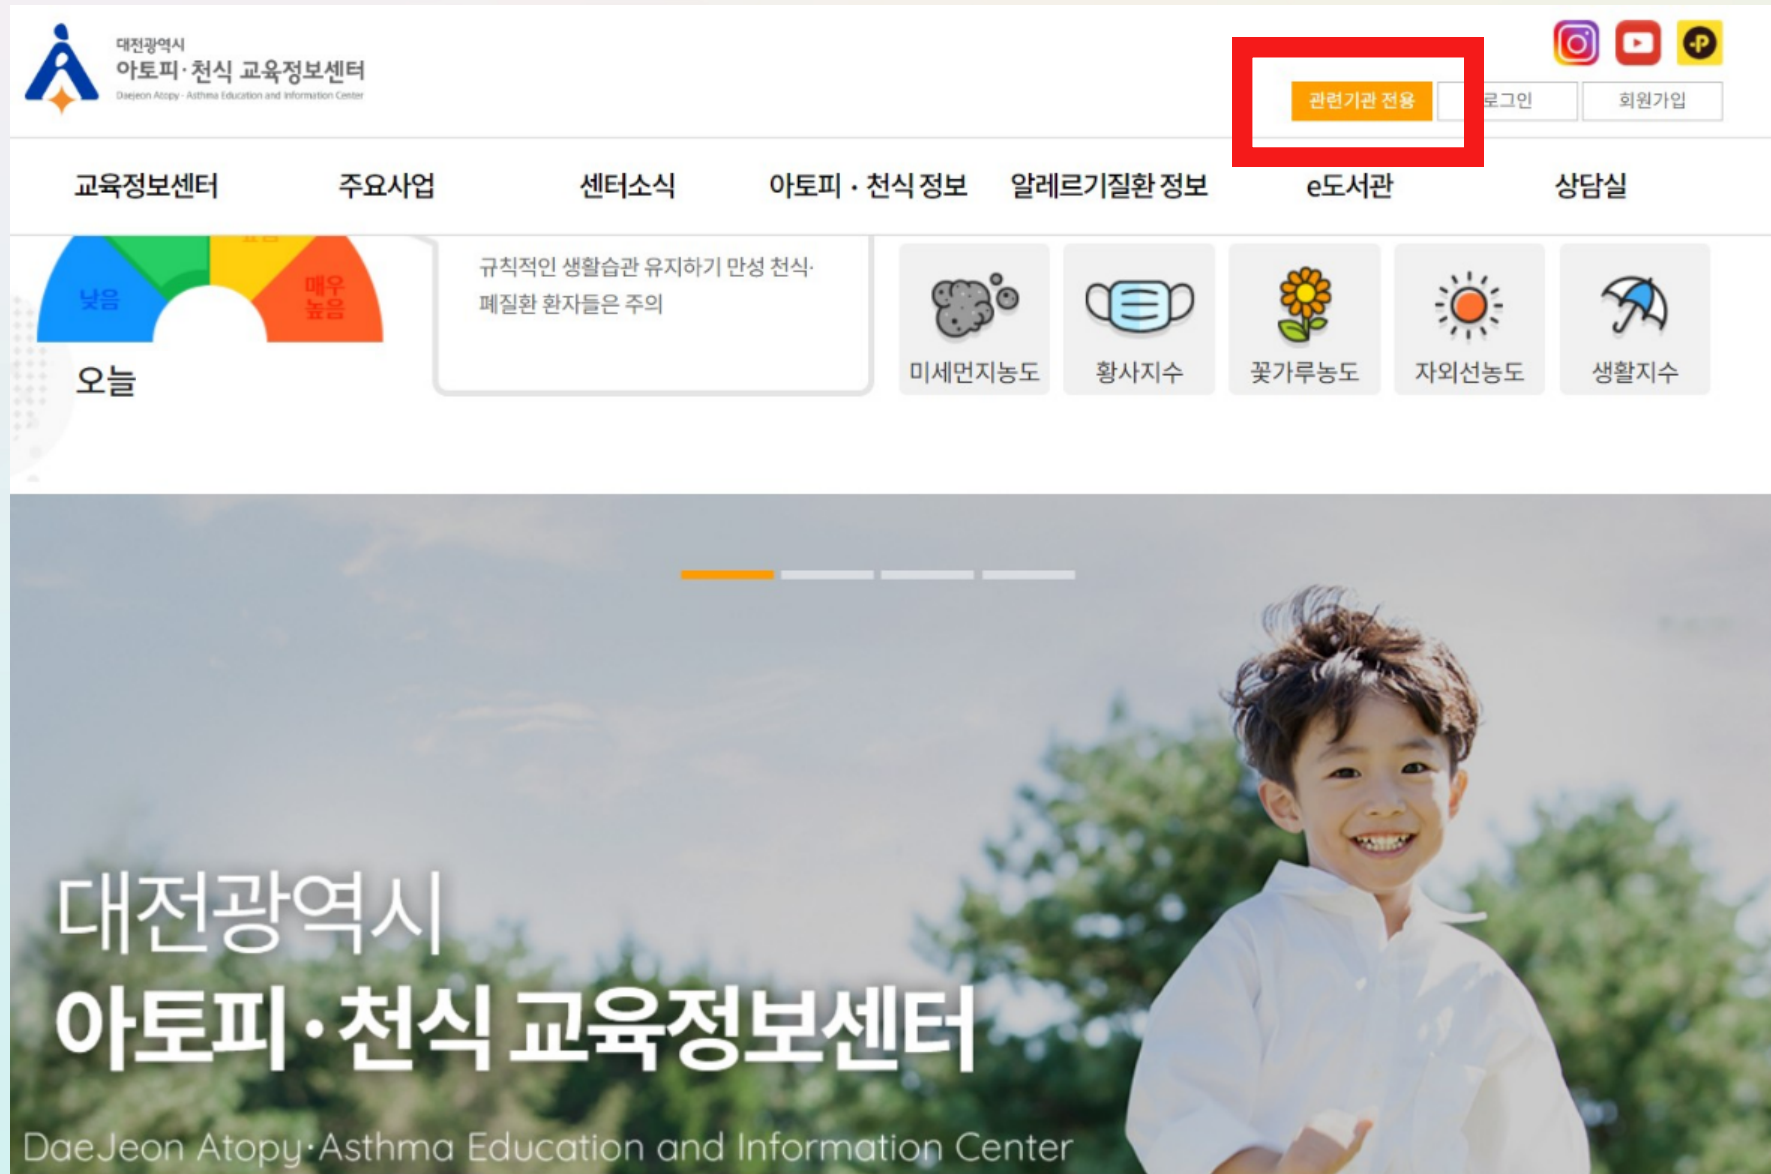 대전광역시
아토피·천식 교육정보센터
Daejeon Atopy · Asthma Education and Information Center
관련기관 전용
로그인
회원가입
교육정보센터
주요사업
센터소식
아토피 · 천식 정보
알레르기질환 정보
e도서관
상담실
낮음
높음
매우
높음
오늘
규칙적인 생활습관 유지하기 만성 천식·
폐질환 환자들은 주의
미세먼지농도
황사지수
꽃가루농도
자외선농도
생활지수
대전광역시
아토피·천식 교육정보센터
DaeJeon Atopy·Asthma Education and Information Center